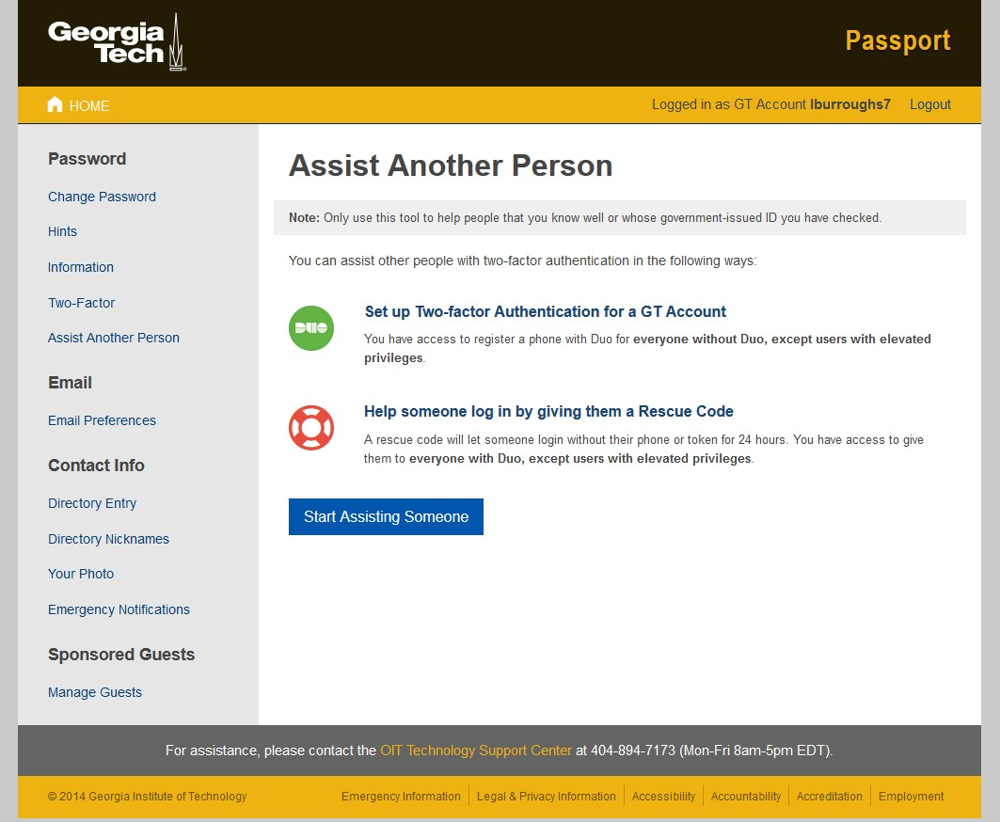 Georgia
Tech
Passport
HOME
Logged in as GT Account lburroughs7 Logout
Password
Change Password
Hints
Information
Two-Factor
Assist Another Person
Email
Email Preferences
Contact Info
Directory Entry
Directory Nicknames
Your Photo
Emergency Notifications
Sponsored Guests
Manage Guests
Assist Another Person
Note: Only use this tool to help people that you know well or whose government-issued ID you have checked.
You can assist other people with two-factor authentication in the following ways:
DUO
Set up Two-factor Authentication for a GT Account
You have access to register a phone with Duo for everyone without Duo, except users with elevated
privileges.
Help someone log in by giving them a Rescue Code
A rescue code will let someone login without their phone or token for 24 hours. You have access to give
them to everyone with Duo, except users with elevated privileges.
Start Assisting Someone
For assistance, please contact the OIT Technology Support Center at 404-894-7173 (Mon-Fri 8am-5pm EDT).
© 2014 Georgia Institute of Technology
Emergency Information Legal & Privacy Information Accessibility Accountability Accreditation Employment